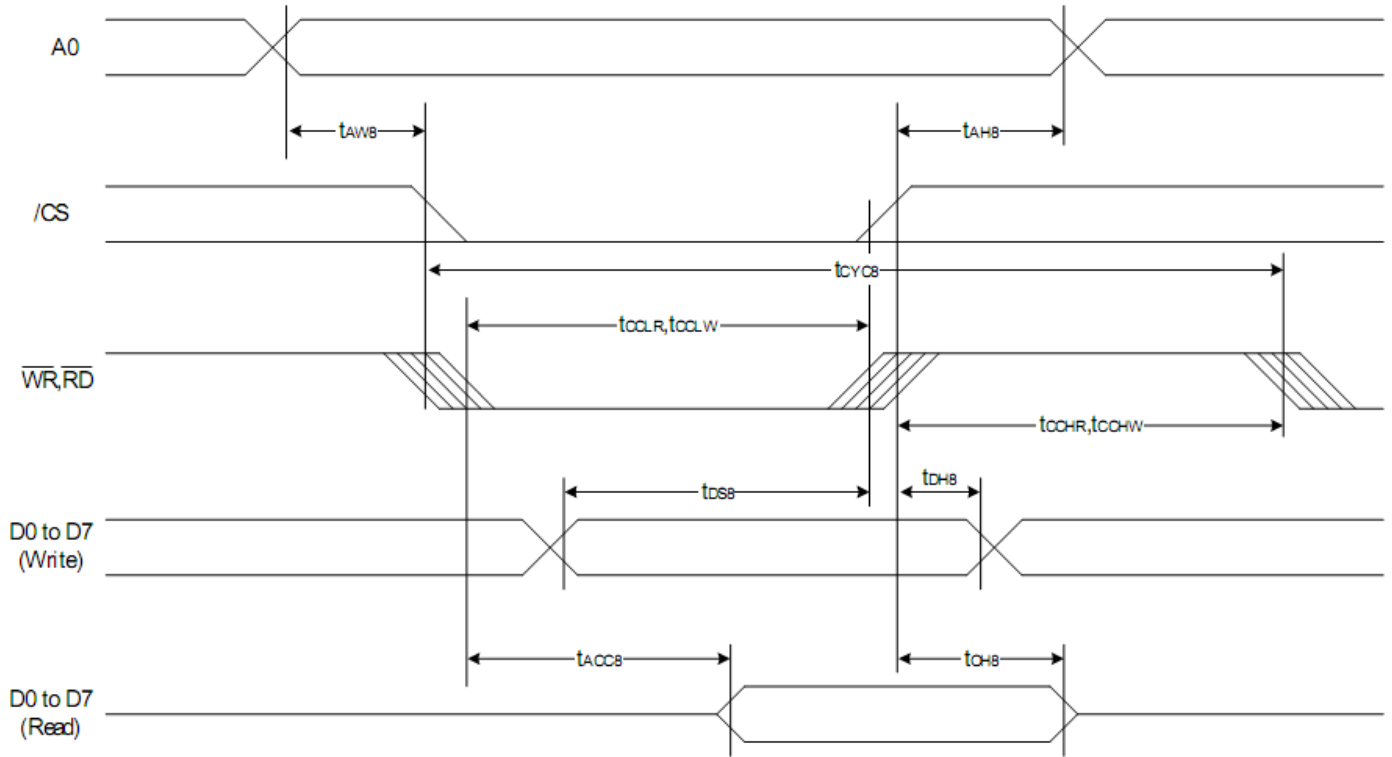 A0
tAW8
tAH8
/CS
tCYC8
tCCLR,tCCLW
WR,RD
tCCHR,tCCHW
tDS8
tDH8
D0 to D7
(Write)
tACC8
tOH8
D0 to D7
(Read)